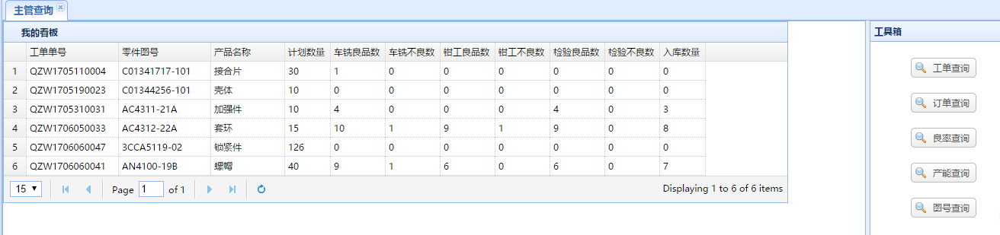 主管查询
我的看板
工单单号 零件图号 产品名称 计划数量 车铣良品数 车铣不良数 钳工良品数 钳工不良数 检验良品数 检验不良数 入库数量
1 QZW1705110004 C01341717-101 接合片 30 1 0 0 0 0 0 0
2 QZW1705190023 C01344256-101 壳体 10 0 0 0 0 0 0 0
3 QZW1705310031 AC4311-21A 加强件 10 4 0 0 0 4 0 3
4 QZW1706050033 AC4312-22A 套环 15 10 1 9 1 9 0 8
5 QZW1706060047 3CCA5119-02 锁紧件 126 0 0 0 0 0 0 0
6 QZW1706060041 AN4100-19B 螺帽 40 9 1 6 0 6 0 7
15 Page 1 of 1 Displaying 1 to 6 of 6 items
工具箱
工单查询
订单查询
良率查询
产能查询
图号查询